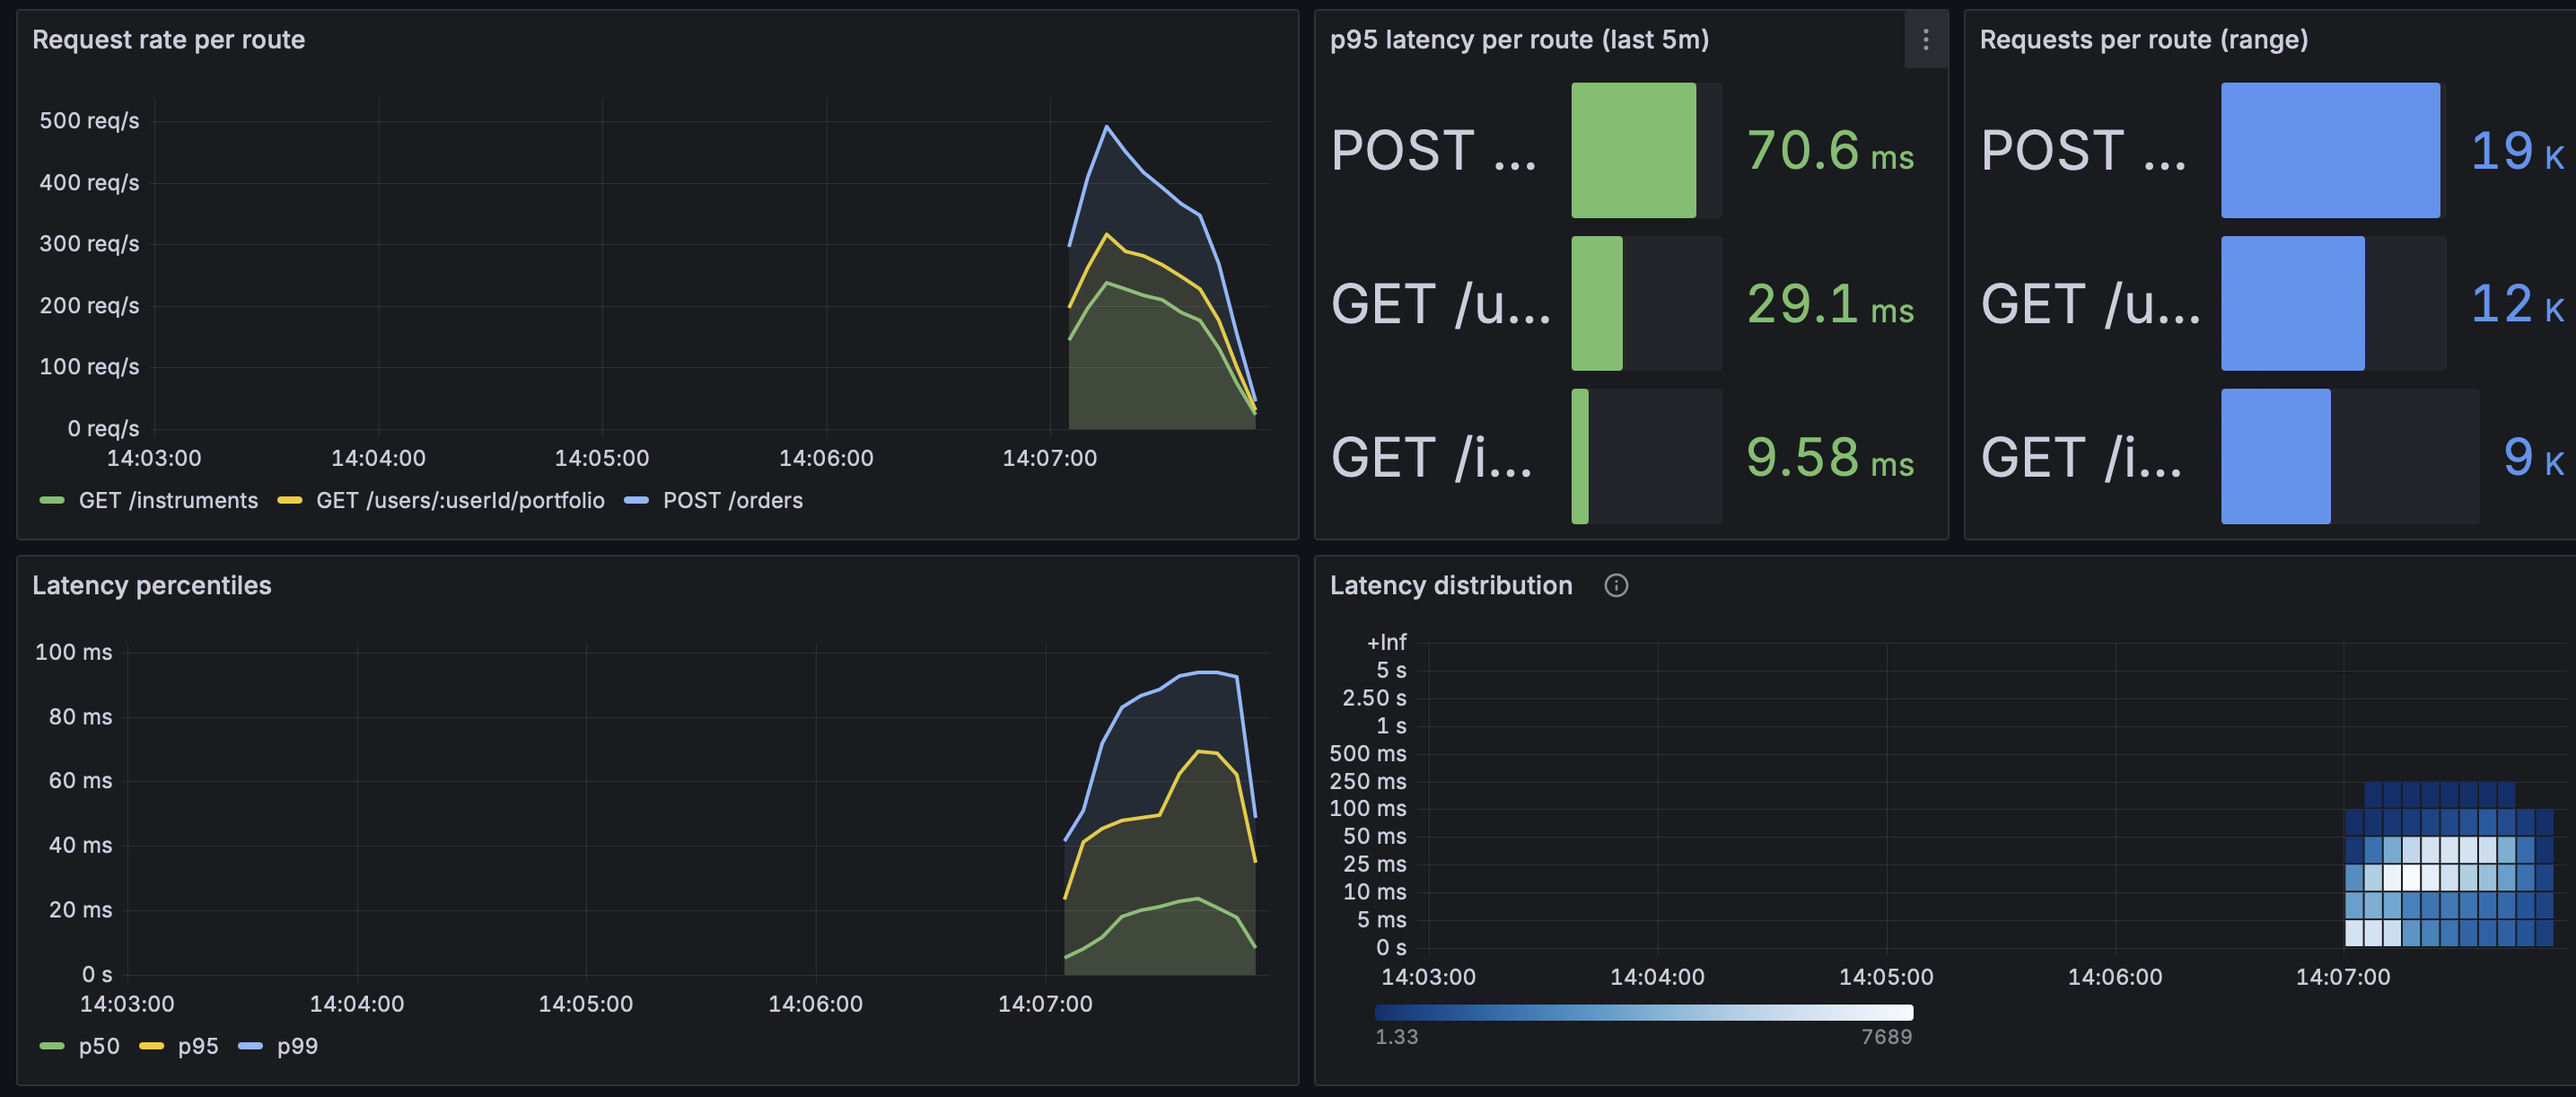 Request rate per route
500 req/s
400 req/s
300 req/s
200 req/s
100 req/s
0 req/s
14:03:00 14:04:00 14:05:00 14:06:00 14:07:00
GET /instruments GET /users/:userId/portfolio POST /orders
p95 latency per route (last 5m)
POST ... 70.6 ms
GET /u... 29.1 ms
GET /i... 9.58 ms
Requests per route (range)
POST ... 19 K
GET /u... 12 K
GET /i... 9 K
Latency percentiles
100 ms
80 ms
60 ms
40 ms
20 ms
0 s
14:03:00 14:04:00 14:05:00 14:06:00 14:07:00
p50 p95 p99
Latency distribution
+Inf
5 s
2.50 s
1 s
500 ms
250 ms
100 ms
50 ms
25 ms
10 ms
5 ms
0 s
14:03:00 14:04:00 14:05:00 14:06:00 14:07:00
1.33 7689